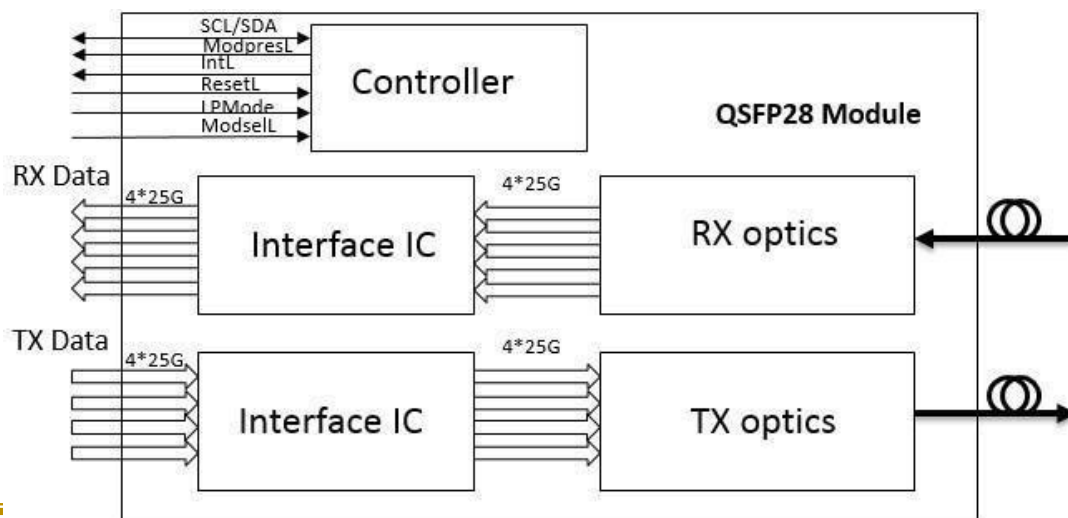 SCL/SDA
ModpresL
IntL
ResetL
LPMode
ModselL
Controller
QSFP28 Module
RX Data
4*25G
Interface IC
4*25G
RX optics
TX Data
4*25G
Interface IC
4*25G
TX optics